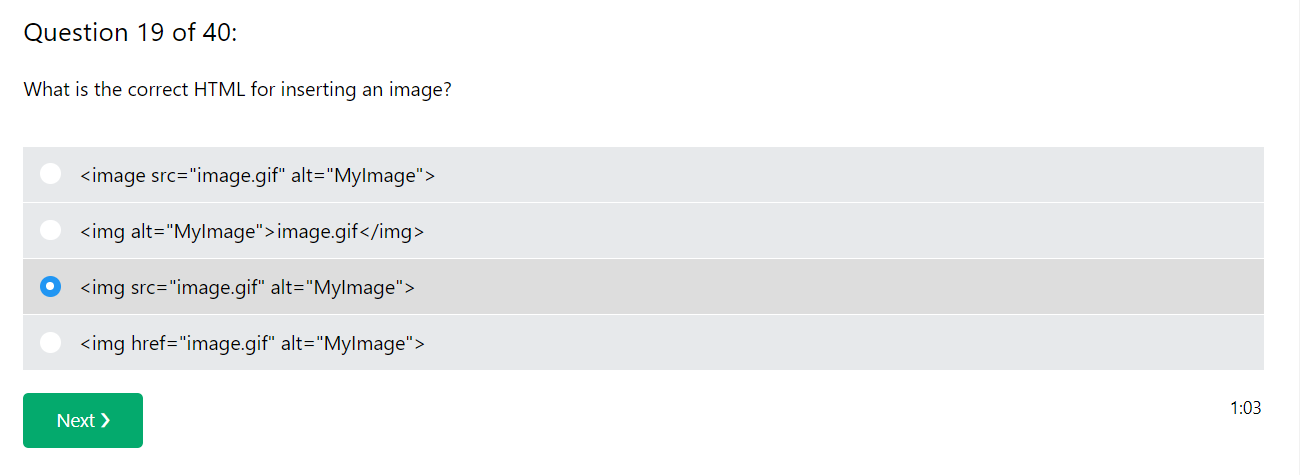 Question 19 of 40:
What is the correct HTML for inserting an image?
<image src="image.gif" alt="MyImage">
<img alt="MyImage">image.gif</img>
<img src="image.gif" alt="MyImage">
<img href="image.gif" alt="MyImage">
Next ❯
1:03